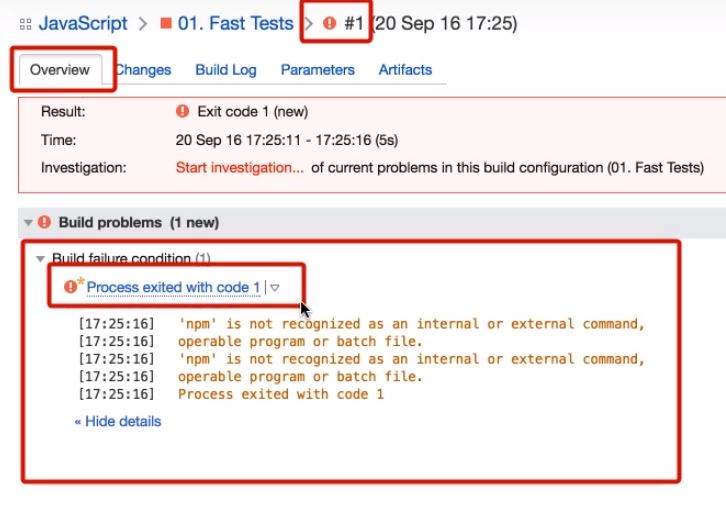 JavaScript > 01. Fast Tests > #1 (20 Sep 16 17:25)
Overview Changes Build Log Parameters Artifacts
Result: Exit code 1 (new)
Time: 20 Sep 16 17:25:11 - 17:25:16 (5s)
Investigation: Start investigation... of current problems in this build configuration (01. Fast Tests)
Build problems (1 new)
Build failure condition (1)
Process exited with code 1
[17:25:16] 'npm' is not recognized as an internal or external command,
[17:25:16] operable program or batch file.
[17:25:16] 'npm' is not recognized as an internal or external command,
[17:25:16] operable program or batch file.
[17:25:16] Process exited with code 1
« Hide details